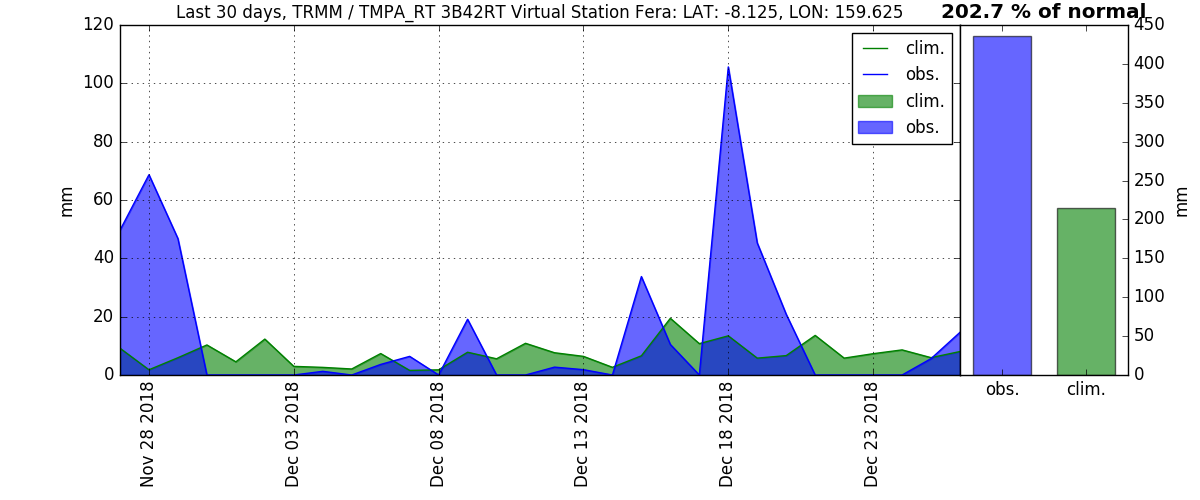 Last 30 days, TRMM / TMPA_RT 3B42RT Virtual Station Fera: LAT: -8.125, LON: 159.625
202.7 % of normal
120
100
80
60
40
20
0
mm
clim.
obs.
clim.
obs.
Nov 28 2018
Dec 03 2018
Dec 08 2018
Dec 13 2018
Dec 18 2018
Dec 23 2018
450
400
350
300
250
200
150
100
50
0
mm
obs.
clim.